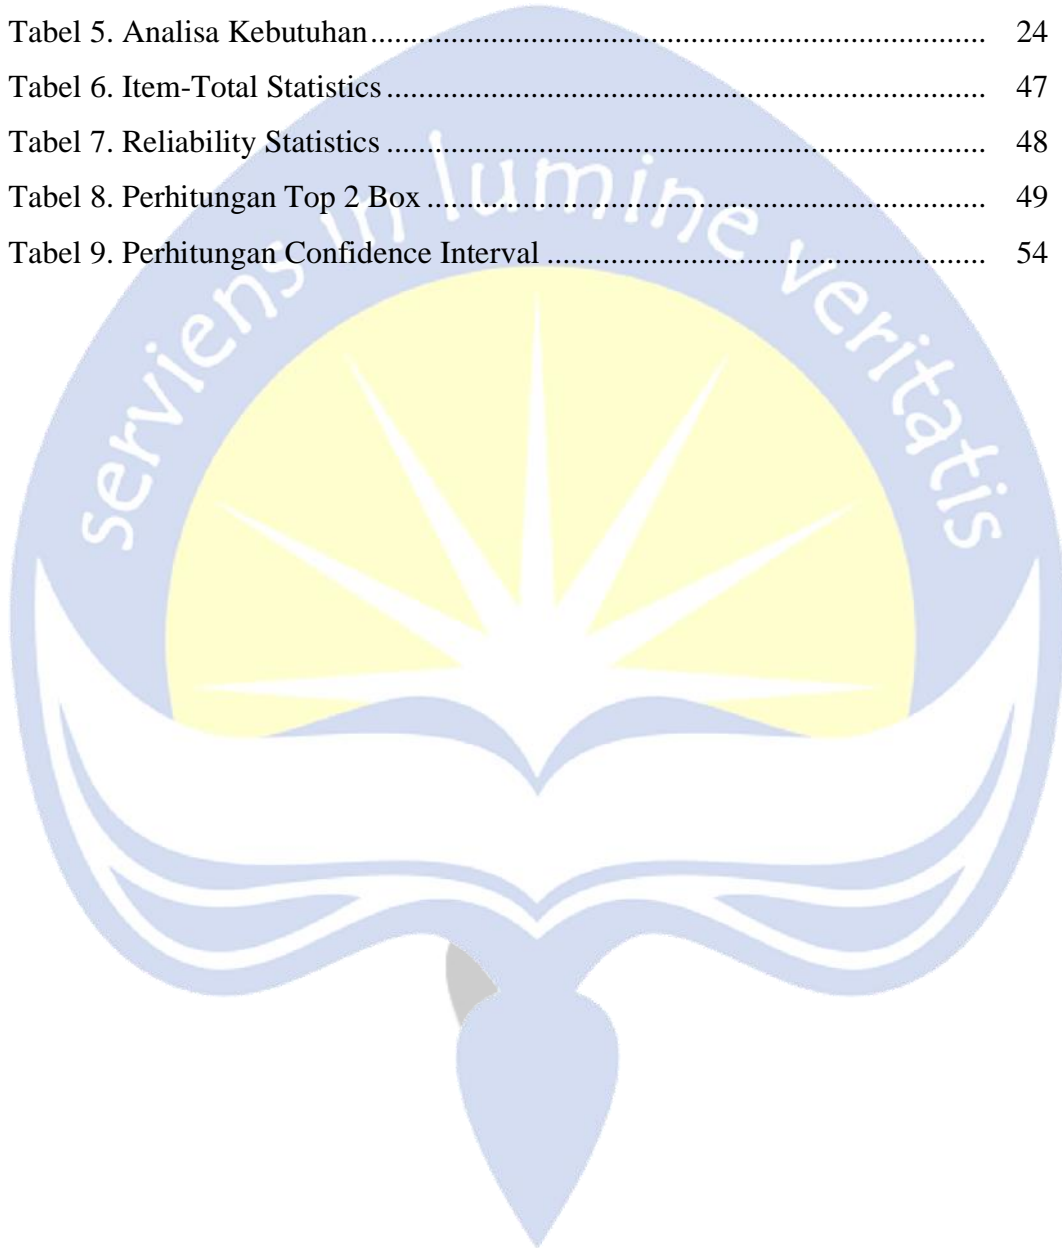 Tabel 5. Analisa Kebutuhan............................................................................. 24
Tabel 6. Item-Total Statistics........................................................................... 47
Tabel 7. Reliability Statistics........................................................................... 48
Tabel 8. Perhitungan Top 2 Box...................................................................... 49
Tabel 9. Perhitungan Confidence Interval....................................................... 54
serviens in lumine veritatis